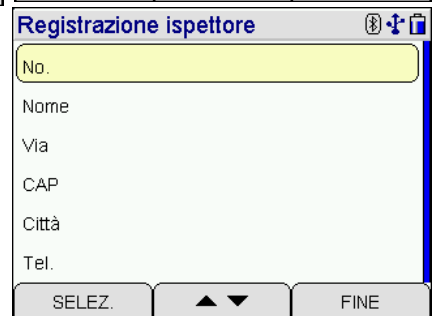 Registrazione ispettore
No.
Nome
Via
CAP
Città
Tel.
SELEZ. ▲ ▼ FINE